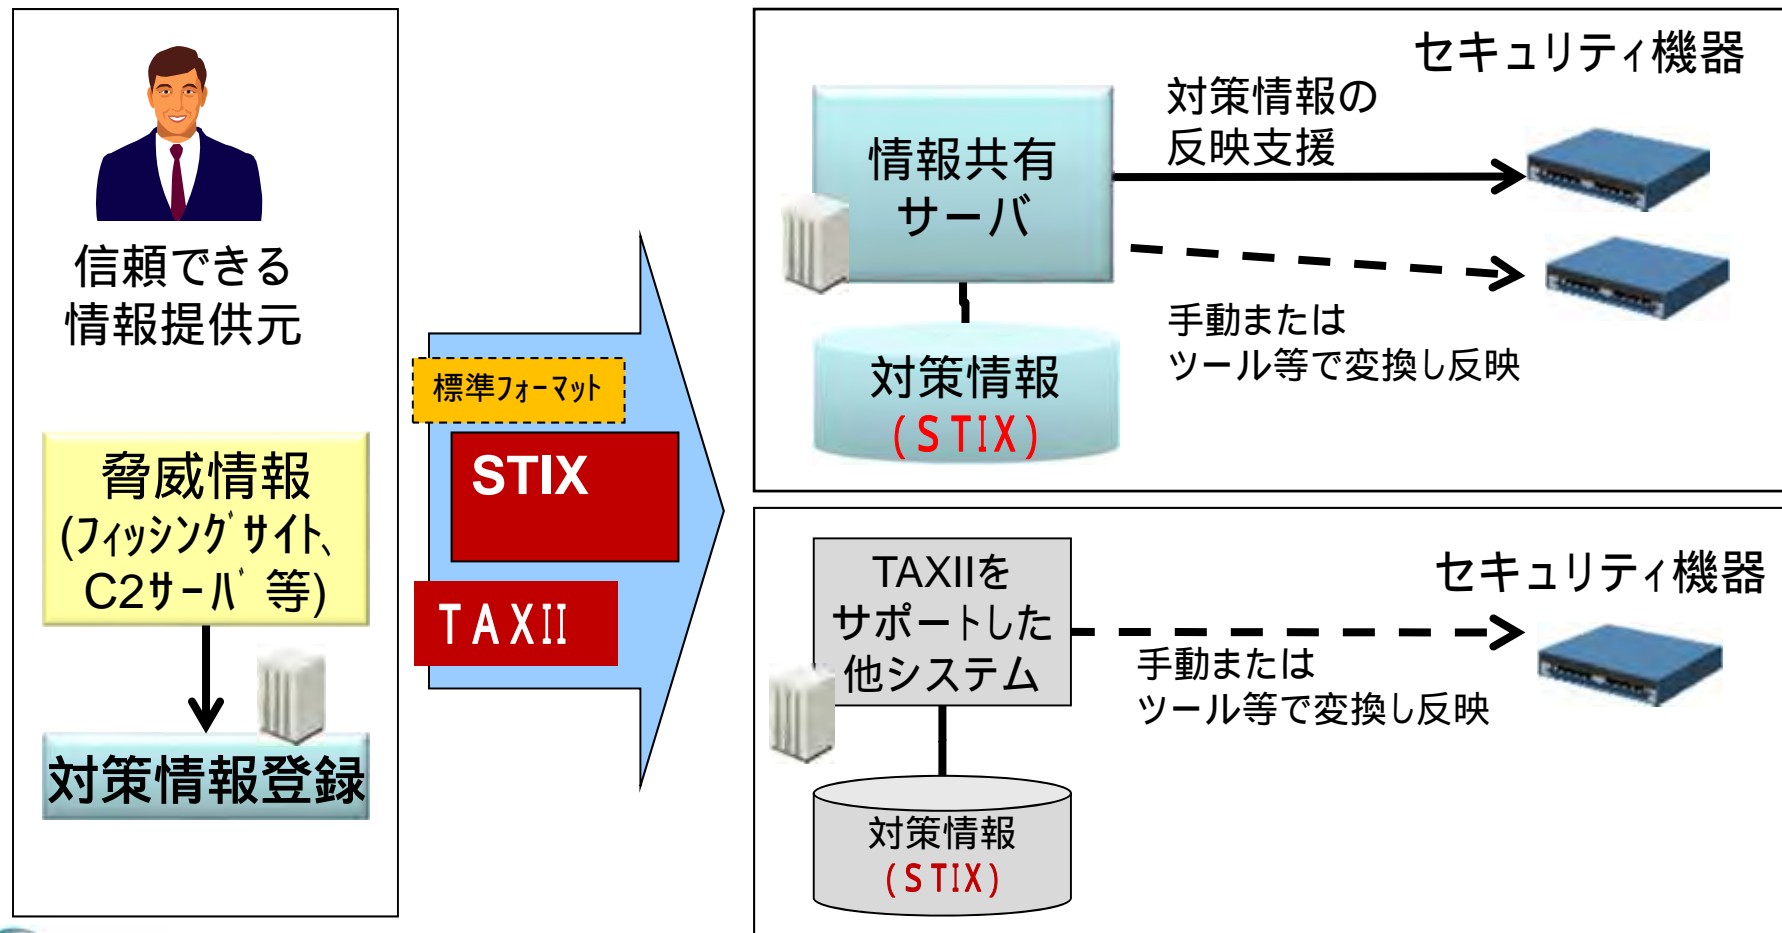 信頼できる
情報提供元
脅威情報
(ﾌｨｯｼﾝｸﾞｻｲﾄ、
C2ｻｰﾊﾞ 等)
対策情報登録
標準ﾌｫｰﾏｯﾄ
STIX
ＴＡＸⅡ
セキュリティ機器
情報共有
サーバ
対策情報の
反映支援
手動または
ツール等で変換し反映
対策情報
(ＳＴⅠＸ)
セキュリティ機器
TAXIIを
サポートした
他システム
手動または
ツール等で変換し反映
対策情報
(ＳＴⅠＸ)